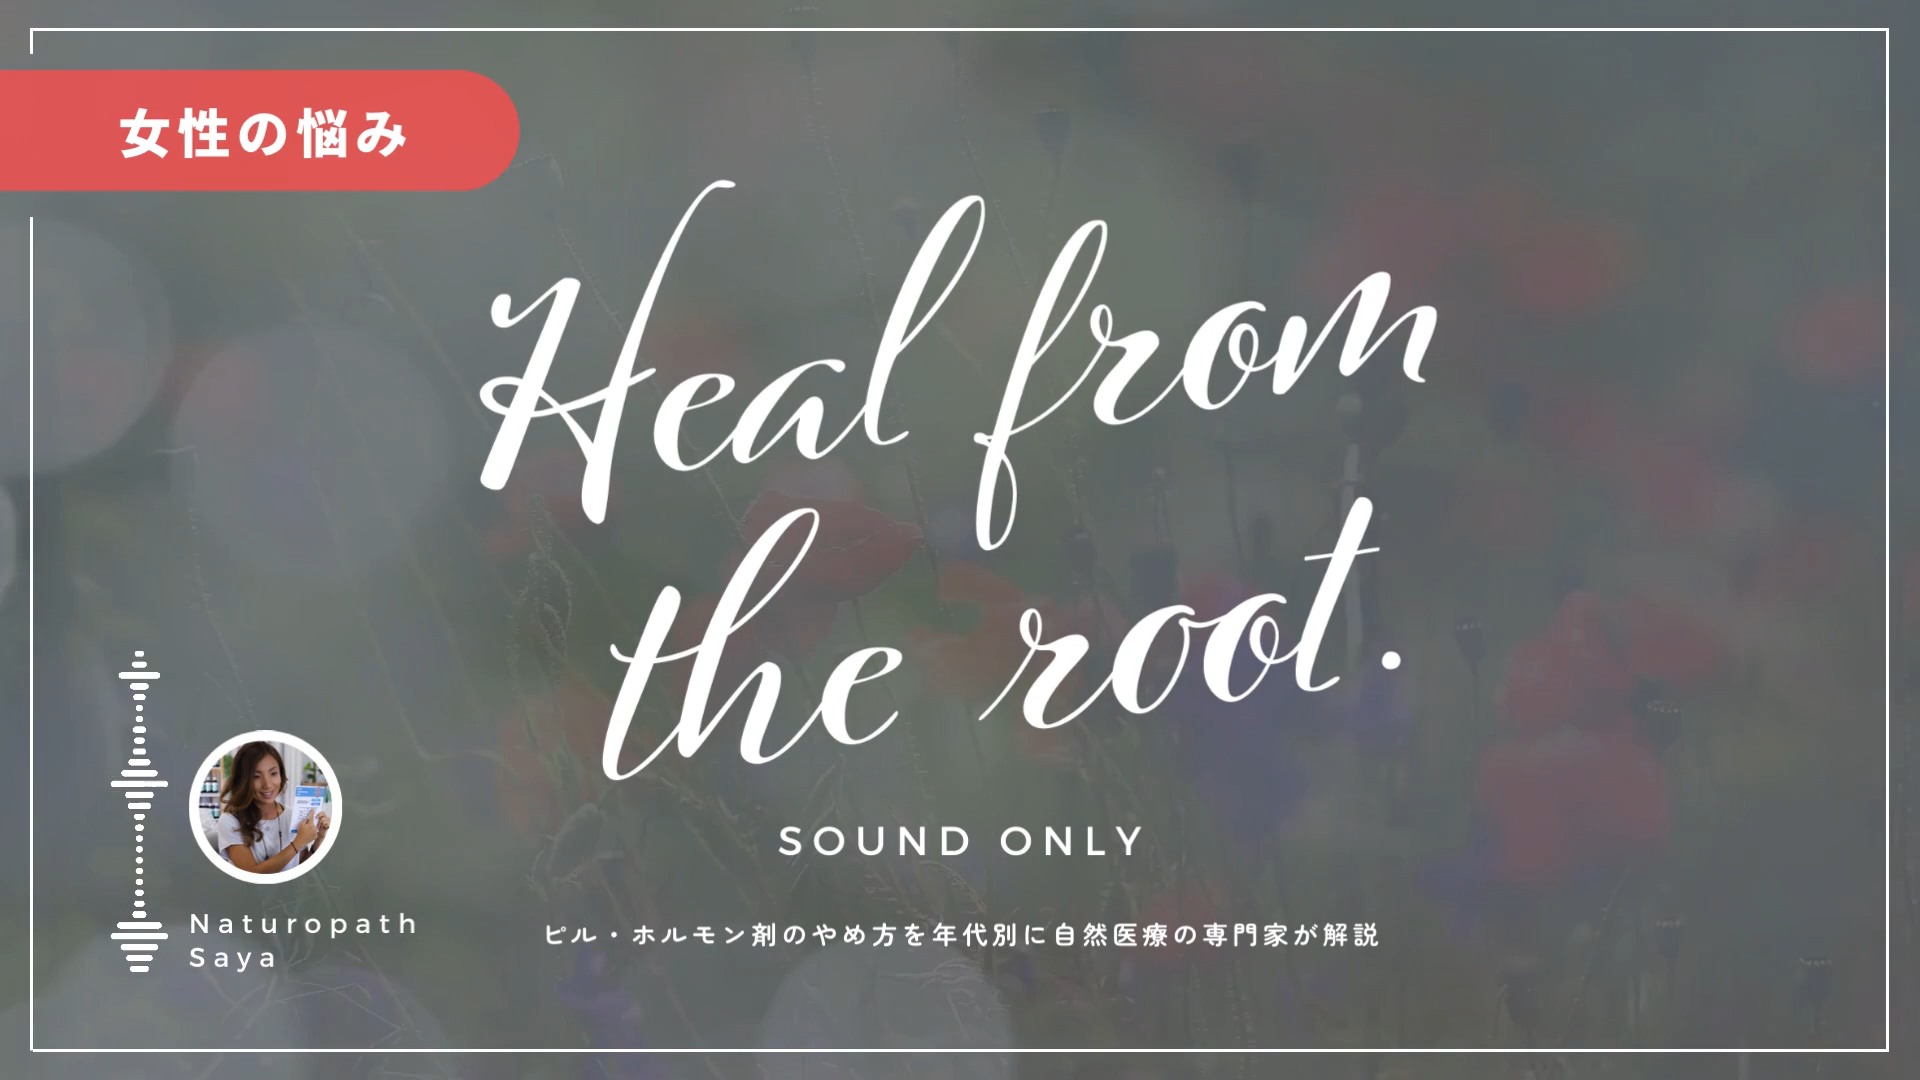 女性の悩み
Heal from
the root.
SOUND ONLY
Naturopath
Saya
ピル・ホルモン剤のやめ方を年代別に自然医療の専門家が解説